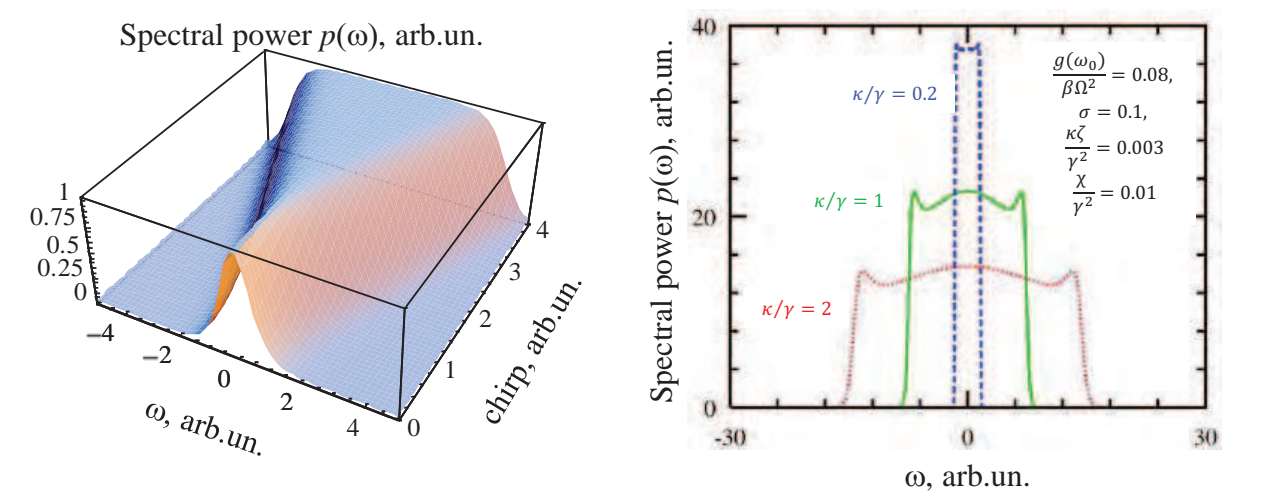 Spectral power p(ω), arb.un.
1
0.75
0.5
0.25
0
−4
−2
0
2
4
ω, arb.un.
0
1
2
3
4
chirp, arb.un.
Spectral power p(ω), arb.un.
40
20
0
-30
0
30
ω, arb.un.
κ/γ = 0.2
κ/γ = 1
κ/γ = 2
g(ω₀)/βΩ² = 0.08,
σ = 0.1,
κζ/γ² = 0.003
χ/γ² = 0.01